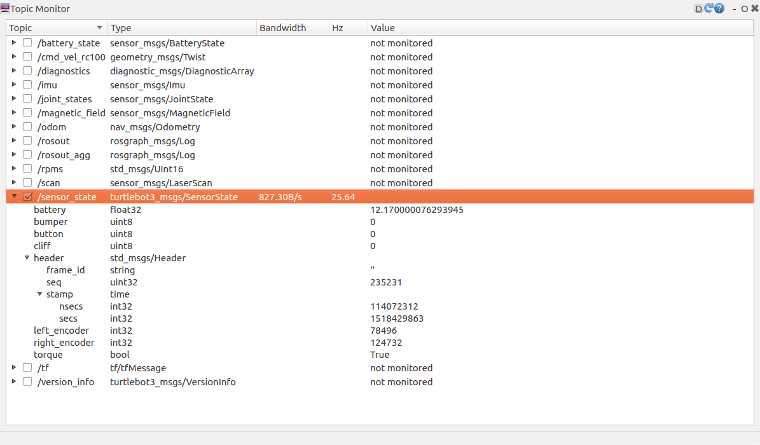 Topic Monitor D ? - O
Topic Type Bandwidth Hz Value
/battery_state sensor_msgs/BatteryState not monitored
/cmd_vel_rc100 geometry_msgs/Twist not monitored
/diagnostics diagnostic_msgs/DiagnosticArray not monitored
/imu sensor_msgs/Imu not monitored
/joint_states sensor_msgs/JointState not monitored
/magnetic_field sensor_msgs/MagneticField not monitored
/odom nav_msgs/Odometry not monitored
/rosout rosgraph_msgs/Log not monitored
/rosout_agg rosgraph_msgs/Log not monitored
/rpms std_msgs/UInt16 not monitored
/scan sensor_msgs/LaserScan not monitored
/sensor_state turtlebot3_msgs/SensorState 827.30B/s 25.64
battery float32 12.170000076293945
bumper uint8 0
button uint8 0
cliff uint8 0
header std_msgs/Header
frame_id string ''
seq uint32 235231
stamp time
nsecs int32 114072312
secs int32 1518429863
left_encoder int32 78496
right_encoder int32 124732
torque bool True
/tf tf/tfMessage not monitored
/version_info turtlebot3_msgs/VersionInfo not monitored